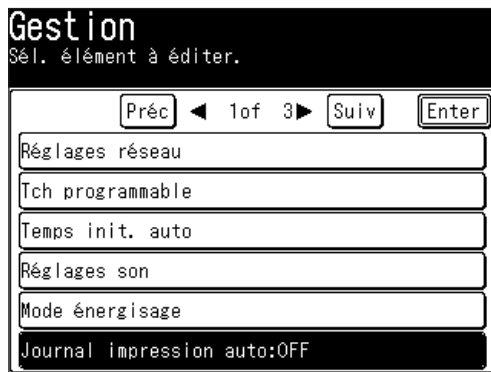 Gestion
Sél. élément à éditer.
Préc ◀ 1of 3▶ Suiv Enter
Réglages réseau
Tch programmable
Temps init. auto
Réglages son
Mode énergisage
Journal impression auto:OFF